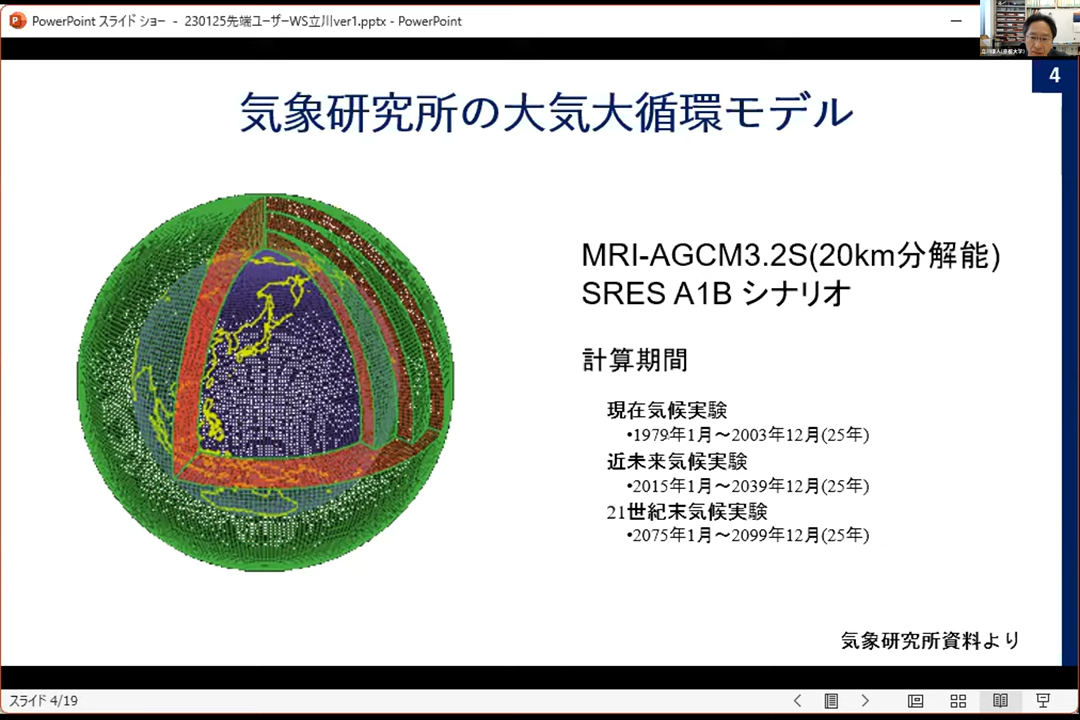 PowerPoint スライド ショー - 230125先端ユーザーWS立川ver1.pptx - PowerPoint
立川康人(京都大学)
4
気象研究所の大気大循環モデル
MRI-AGCM3.2S(20km分解能)
SRES A1B シナリオ
計算期間
現在気候実験
•1979年1月～2003年12月(25年)
近未来気候実験
•2015年1月～2039年12月(25年)
21世紀末気候実験
•2075年1月～2099年12月(25年)
気象研究所資料より
スライド 4/19